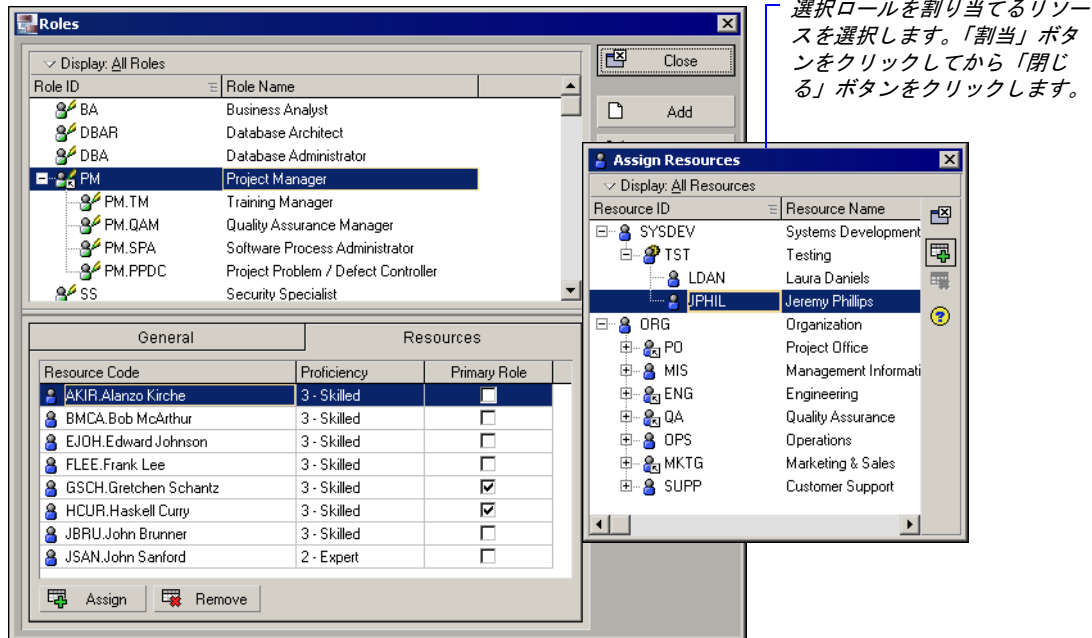 Roles
Display: All Roles
Role ID Role Name
BA Business Analyst
DBAR Database Architect
DBA Database Administrator
PM Project Manager
PM.TM Training Manager
PM.QAM Quality Assurance Manager
PM.SPA Software Process Administrator
PM.PPDC Project Problem / Defect Controller
SS Security Specialist
Close
Add
General Resources
Resource Code Proficiency Primary Role
AKIR.Alanzo Kirche 3 - Skilled
BMCA.Bob McArthur 3 - Skilled
EJOH.Edward Johnson 3 - Skilled
FLEE.Frank Lee 3 - Skilled
GSCH.Gretchen Schantz 3 - Skilled
HCUR.Haskell Curry 3 - Skilled
JBRU.John Brunner 3 - Skilled
JSAN.John Sanford 2 - Expert
Assign Remove
選択ロールを割り当てるリソー
スを選択します。「割当」ボタ
ンをクリックしてから「閉じ
る」ボタンをクリックします。
Assign Resources
Display: All Resources
Resource ID Resource Name
SYSDEV Systems Development
TST Testing
LDAN Laura Daniels
JPHIL Jeremy Phillips
ORG Organization
PO Project Office
MIS Management Informati
ENG Engineering
QA Quality Assurance
OPS Operations
MKTG Marketing & Sales
SUPP Customer Support